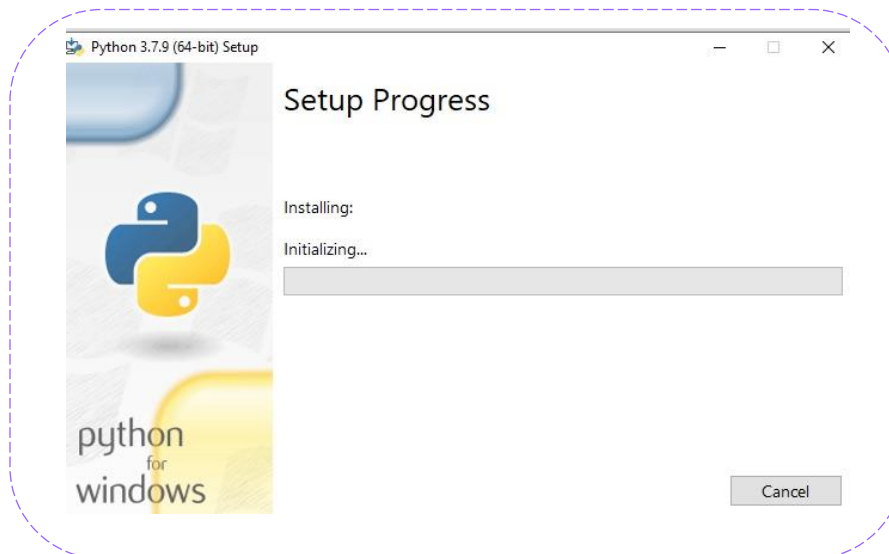 Python 3.7.9 (64-bit) Setup
Setup Progress
Installing:
Initializing...
python
for
windows
Cancel